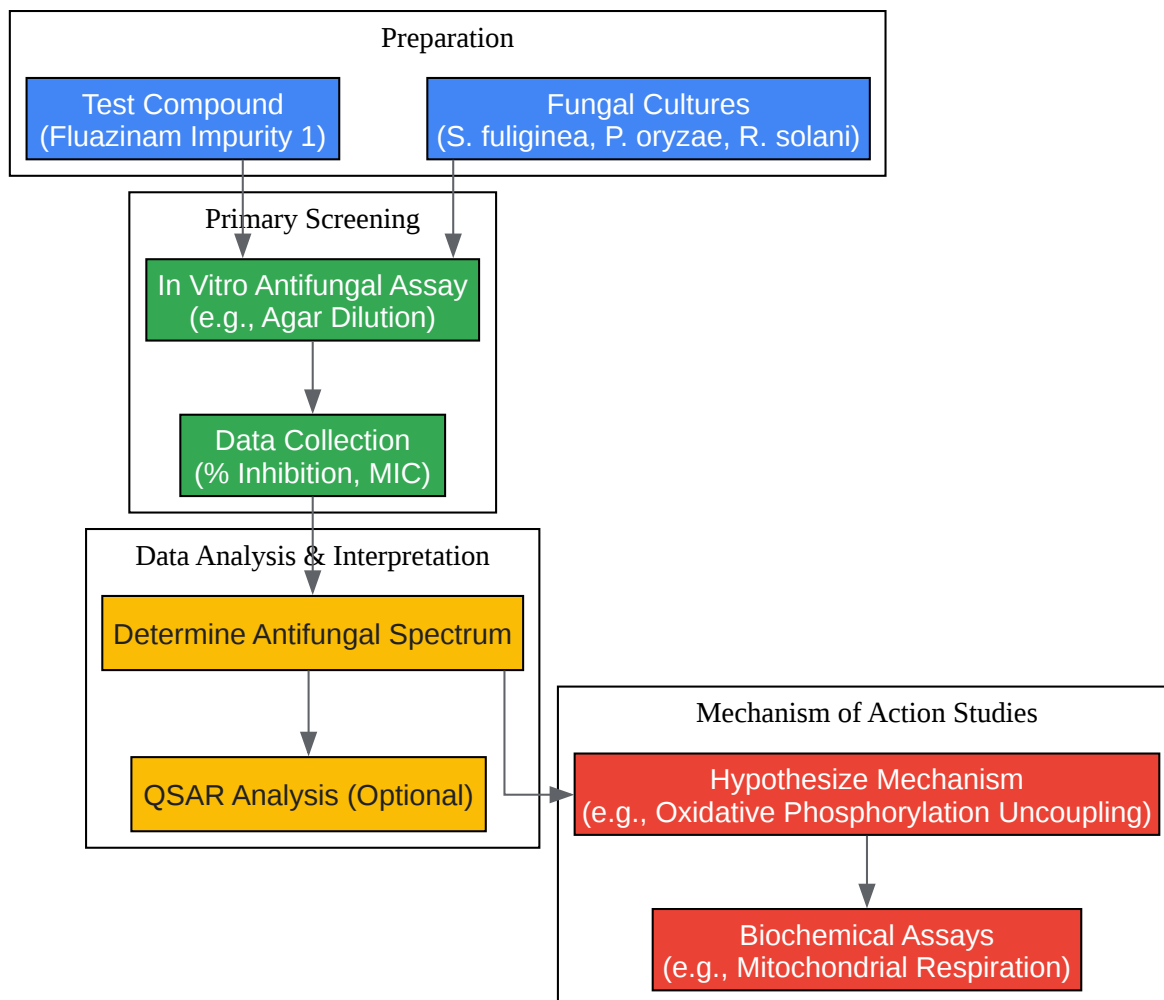 Preparation
Test Compound
(Fluazinam Impurity 1)
Fungal Cultures
(S. fuliginea, P. oryzae, R. solani)
Primary Screening
In Vitro Antifungal Assay
(e.g., Agar Dilution)
Data Collection
(% Inhibition, MIC)
Data Analysis & Interpretation
Determine Antifungal Spectrum
QSAR Analysis (Optional)
Mechanism of Action Studies
Hypothesize Mechanism
(e.g., Oxidative Phosphorylation Uncoupling)
Biochemical Assays
(e.g., Mitochondrial Respiration)